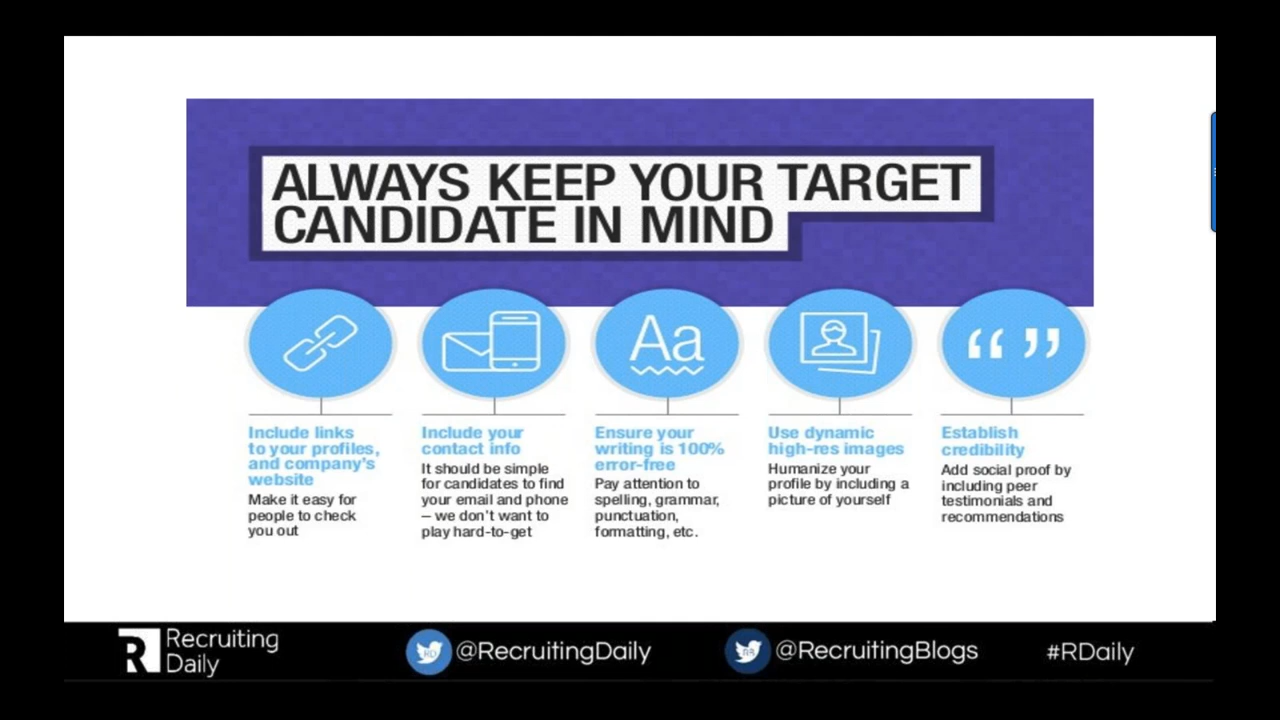 ALWAYS KEEP YOUR TARGET
CANDIDATE IN MIND
Aa
“ ”
Include links
to your profiles,
and company's
website
Make it easy for
people to check
you out
Include your
contact info
It should be simple
for candidates to find
your email and phone
– we don't want to
play hard-to-get
Ensure your
writing is 100%
error-free
Pay attention to
spelling, grammar,
punctuation,
formatting, etc.
Use dynamic
high-res images
Humanize your
profile by including a
picture of yourself
Establish
credibility
Add social proof by
including peer
testimonials and
recommendations
R Recruiting
Daily
RD @RecruitingDaily
@RecruitingBlogs
#RDaily